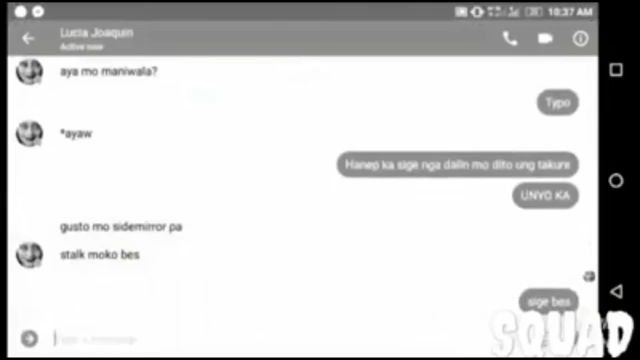 10:37 AM
Lucia Joaquin
Active now
aya mo maniwala?
Typo
*ayaw
Hanep ka sige nga dalin mo dito ung takure
UNYO KA
gusto mo sidemirror pa
stalk moko bes
sige bes
SQUAD